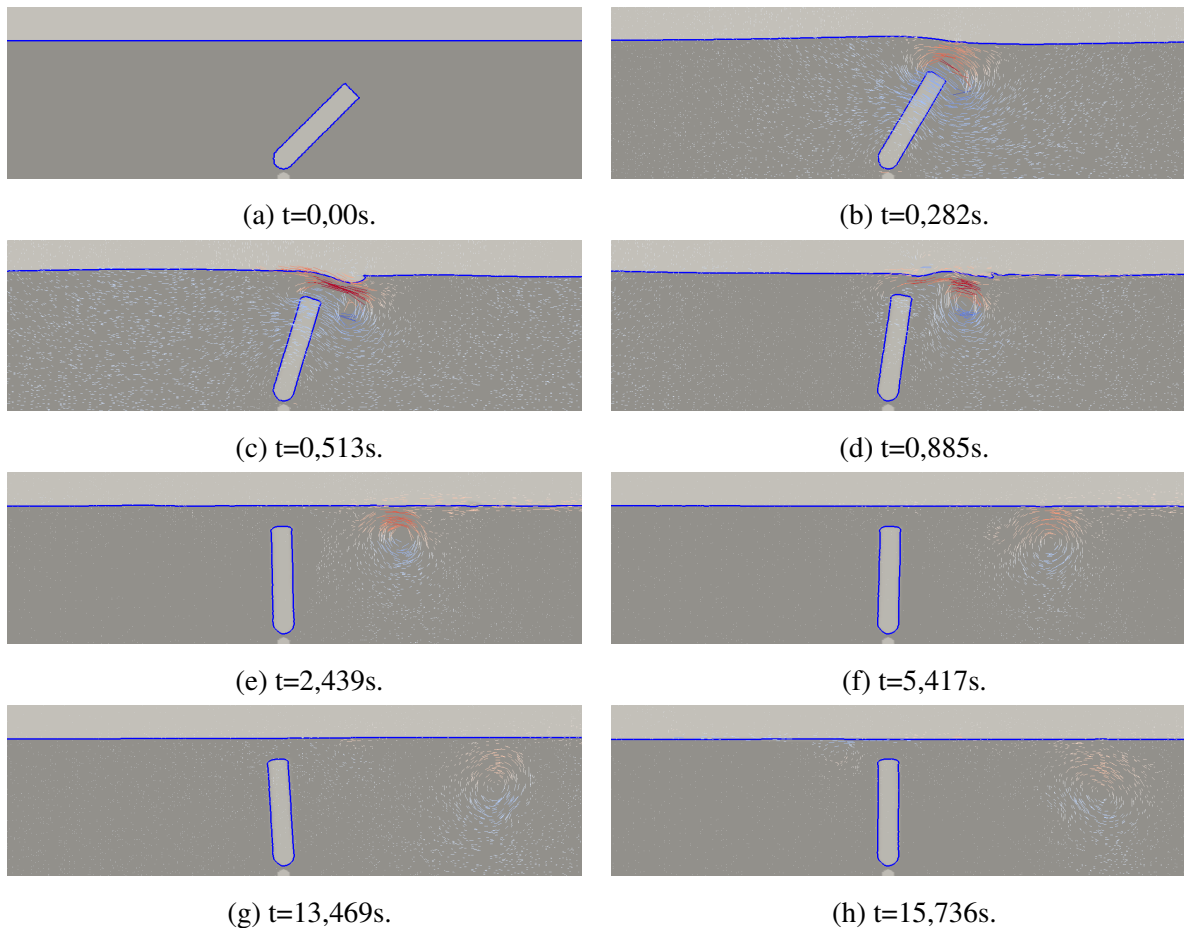 (a) t=0,00s.
(b) t=0,282s.
(c) t=0,513s.
(d) t=0,885s.
(e) t=2,439s.
(f) t=5,417s.
(g) t=13,469s.
(h) t=15,736s.